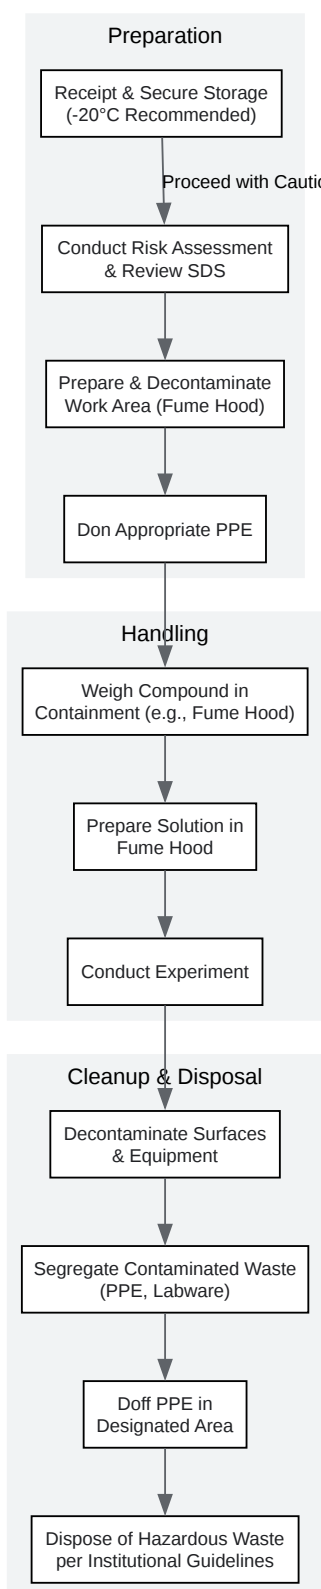 Preparation
Receipt & Secure Storage
(-20°C Recommended)
Proceed with Cautio
Conduct Risk Assessment
& Review SDS
Prepare & Decontaminate
Work Area (Fume Hood)
Don Appropriate PPE
Handling
Weigh Compound in
Containment (e.g., Fume Hood)
Prepare Solution in
Fume Hood
Conduct Experiment
Cleanup & Disposal
Decontaminate Surfaces
& Equipment
Segregate Contaminated Waste
(PPE, Labware)
Doff PPE in
Designated Area
Dispose of Hazardous Waste
per Institutional Guidelines